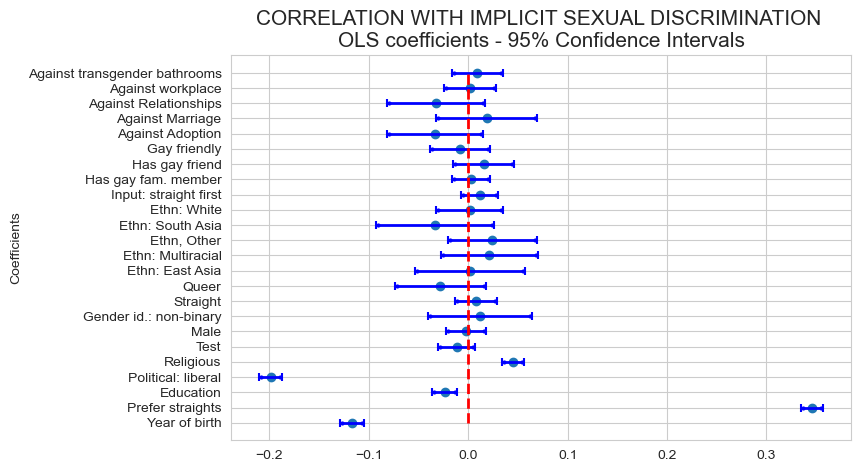 CORRELATION WITH IMPLICIT SEXUAL DISCRIMINATION
OLS coefficients - 95% Confidence Intervals
Coefficients
Against transgender bathrooms
Against workplace
Against Relationships
Against Marriage
Against Adoption
Gay friendly
Has gay friend
Has gay fam. member
Input: straight first
Ethn: White
Ethn: South Asia
Ethn, Other
Ethn: Multiracial
Ethn: East Asia
Queer
Straight
Gender id.: non-binary
Male
Test
Religious
Political: liberal
Education
Prefer straights
Year of birth
−0.2 −0.1 0.0 0.1 0.2 0.3